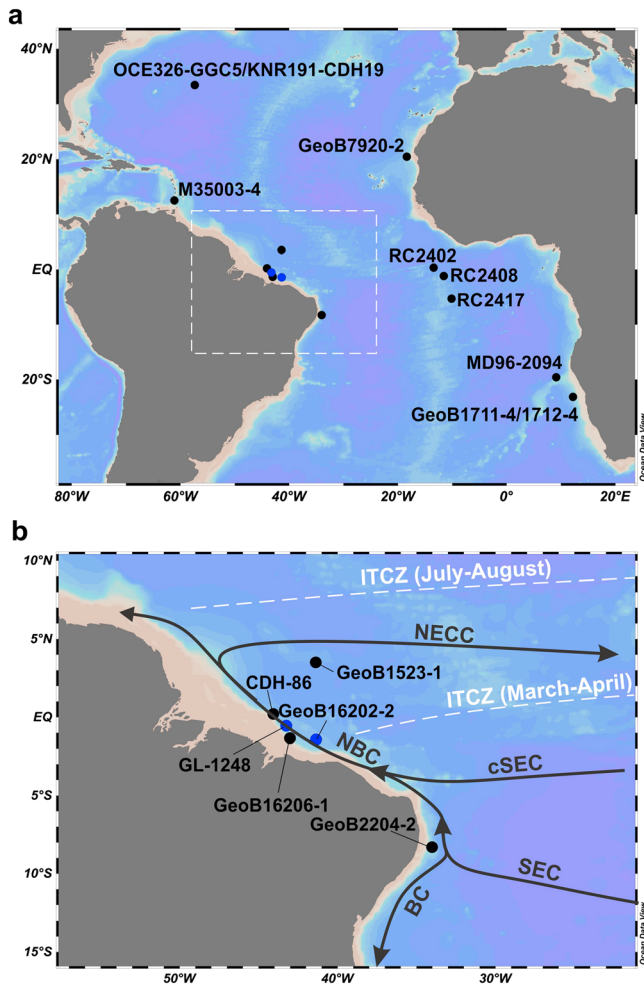 a
40°N
OCE326-GGC5/KNR191-CDH19
20°N
GeoB7920-2
M35003-4
EQ
RC2402
RC2408
RC2417
20°S
MD96-2094
GeoB1711-4/1712-4
Ocean Data View
80°W
60°W
40°W
20°W
0°
20°E
b
10°N
ITCZ (July-August)
5°N
NECC
GeoB1523-1
CDH-86
ITCZ (March-April)
EQ
GeoB16202-2
NBC
GL-1248
cSEC
GeoB16206-1
5°S
GeoB2204-2
SEC
10°S
BC
15°S
Ocean Data View
50°W
40°W
30°W